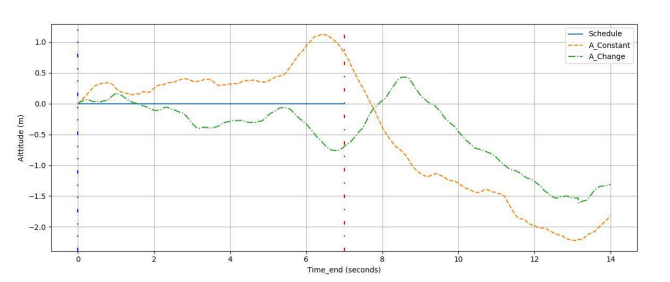 Schedule
A_Constant
A_Change
1.0
0.5
0.0
−0.5
−1.0
−1.5
−2.0
Altitude (m)
0 2 4 6 8 10 12 14
Time_end (seconds)